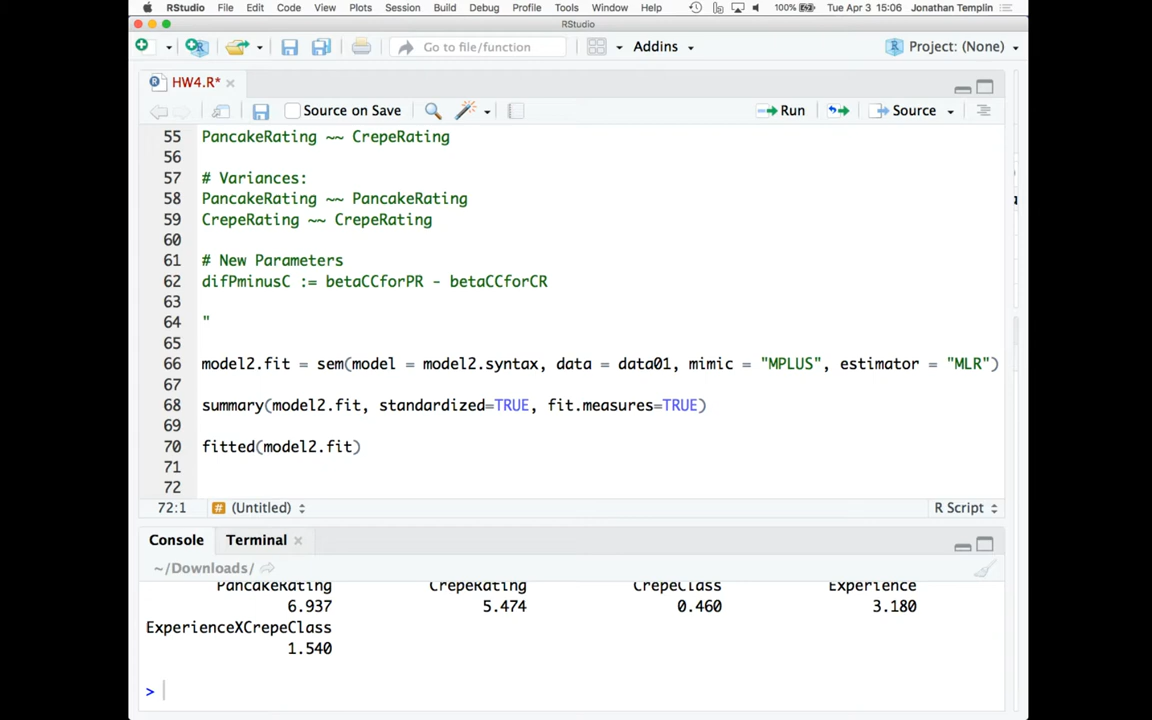 RStudio File Edit Code View Plots Session Build Debug Profile Tools Window Help 100% Tue Apr 3 15:06 Jonathan Templin
RStudio
Go to file/function Addins Project: (None)
HW4.R*
Source on Save Run Source
55 PancakeRating ~~ CrepeRating
56
57 # Variances:
58 PancakeRating ~~ PancakeRating
59 CrepeRating ~~ CrepeRating
60
61 # New Parameters
62 difPminusC := betaCCforPR - betaCCforCR
63
64 "
65
66 model2.fit = sem(model = model2.syntax, data = data01, mimic = "MPLUS", estimator = "MLR")
67
68 summary(model2.fit, standardized=TRUE, fit.measures=TRUE)
69
70 fitted(model2.fit)
71
72
72:1 # (Untitled) R Script
Console Terminal
~/Downloads/
PancakeRating CrepeRating CrepeClass Experience
6.937 5.474 0.460 3.180
ExperienceXCrepeClass
1.540
>